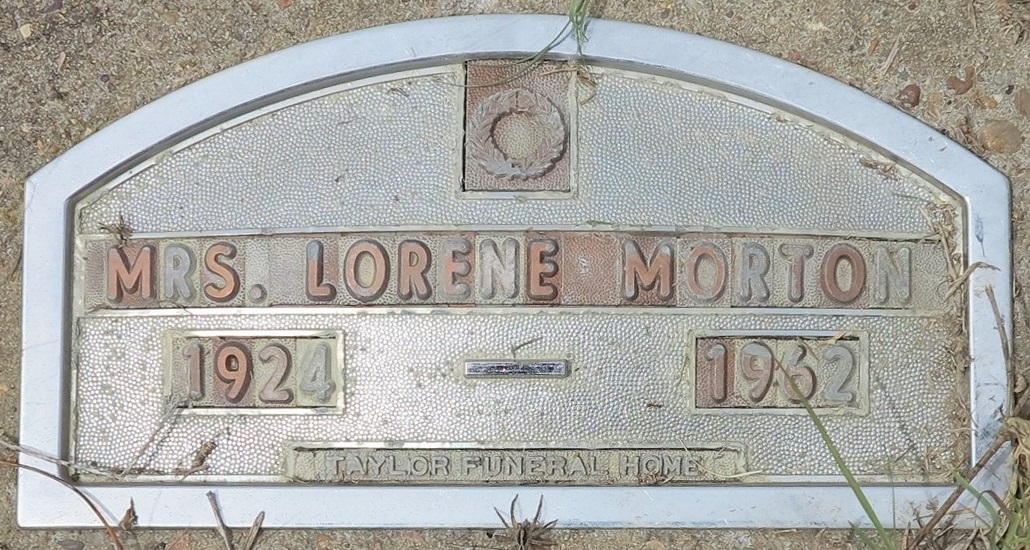 MRS. LORENE MORTON
1924 — 1962
TAYLOR FUNERAL HOME